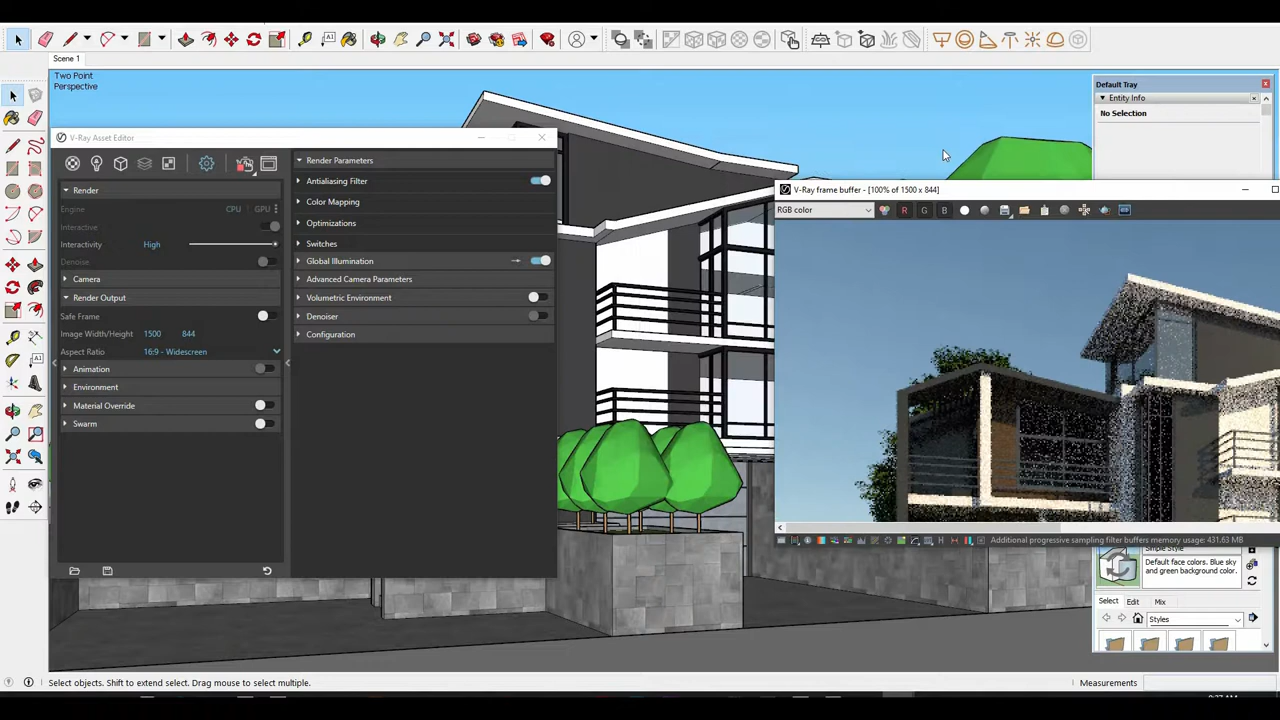 Scene 1
Two Point
Perspective
Default Tray
Entity Info
No Selection
V-Ray Asset Editor
Render
Engine CPU GPU
Interactive
Interactivity High
Denoise
Camera
Render Output
Safe Frame
Image Width/Height 1500 844
Aspect Ratio 16:9 - Widescreen
Animation
Environment
Material Override
Swarm
Render Parameters
Antialiasing Filter
Color Mapping
Optimizations
Switches
Global Illumination
Advanced Camera Parameters
Volumetric Environment
Denoiser
Configuration
V-Ray frame buffer - [100% of 1500 x 844]
RGB color R G B
Additional progressive sampling filter buffers memory usage: 431.63 MB
Simple Style
Default face colors. Blue sky
and green background color.
Select Edit Mix
Styles
Select objects. Shift to extend select. Drag mouse to select multiple.
Measurements